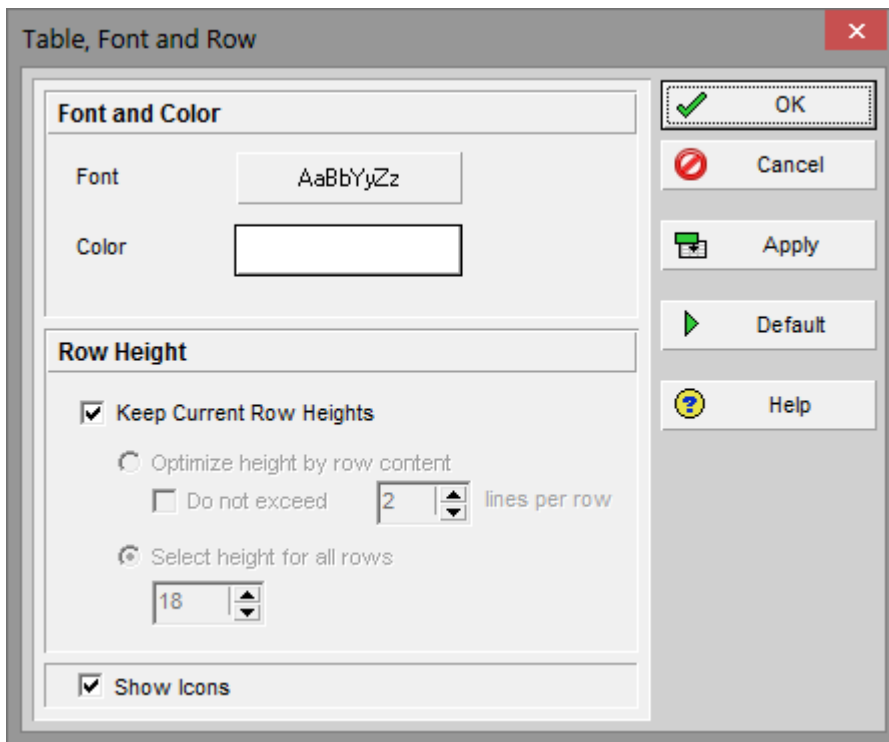 Table, Font and Row
Font and Color
Font
AaBbYyZz
Color
Row Height
Keep Current Row Heights
Optimize height by row content
Do not exceed 2 lines per row
Select height for all rows
18
Show Icons
OK
Cancel
Apply
Default
Help